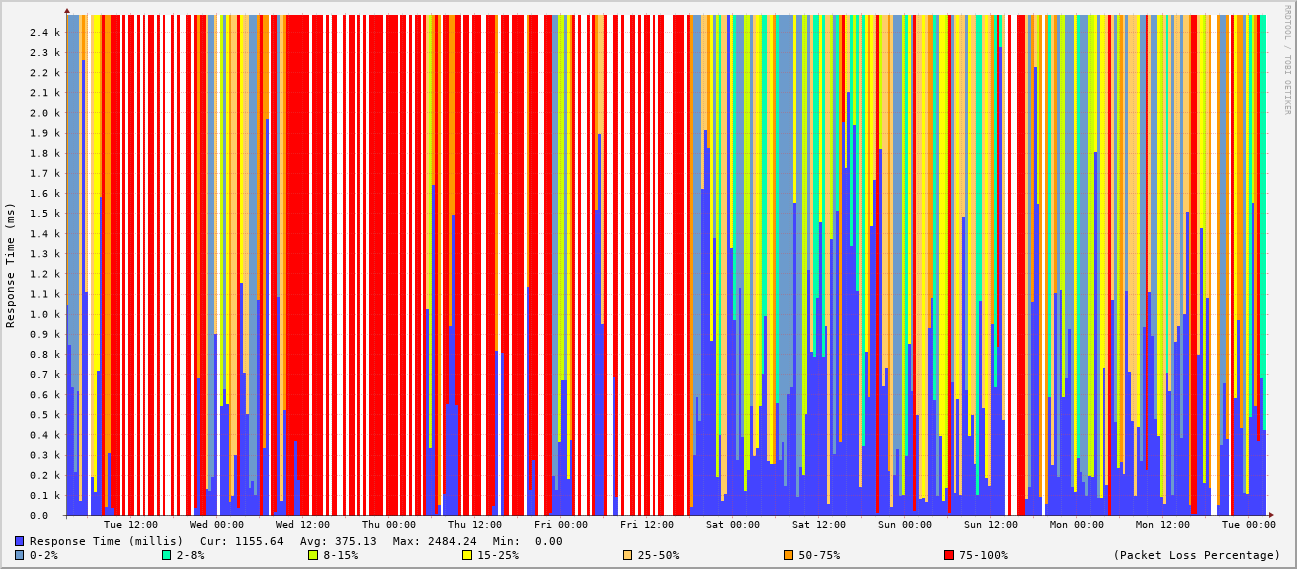 RRDTOOL / TOBI OETIKER
Response Time (ms)
2.4 k
2.3 k
2.2 k
2.1 k
2.0 k
1.9 k
1.8 k
1.7 k
1.6 k
1.5 k
1.4 k
1.3 k
1.2 k
1.1 k
1.0 k
0.9 k
0.8 k
0.7 k
0.6 k
0.5 k
0.4 k
0.3 k
0.2 k
0.1 k
0.0
Tue 12:00 Wed 00:00 Wed 12:00 Thu 00:00 Thu 12:00 Fri 00:00 Fri 12:00 Sat 00:00 Sat 12:00 Sun 00:00 Sun 12:00 Mon 00:00 Mon 12:00 Tue 00:00
Response Time (millis) Cur: 1155.64 Avg: 375.13 Max: 2484.24 Min: 0.00
0-2% 2-8% 8-15% 15-25% 25-50% 50-75% 75-100% (Packet Loss Percentage)